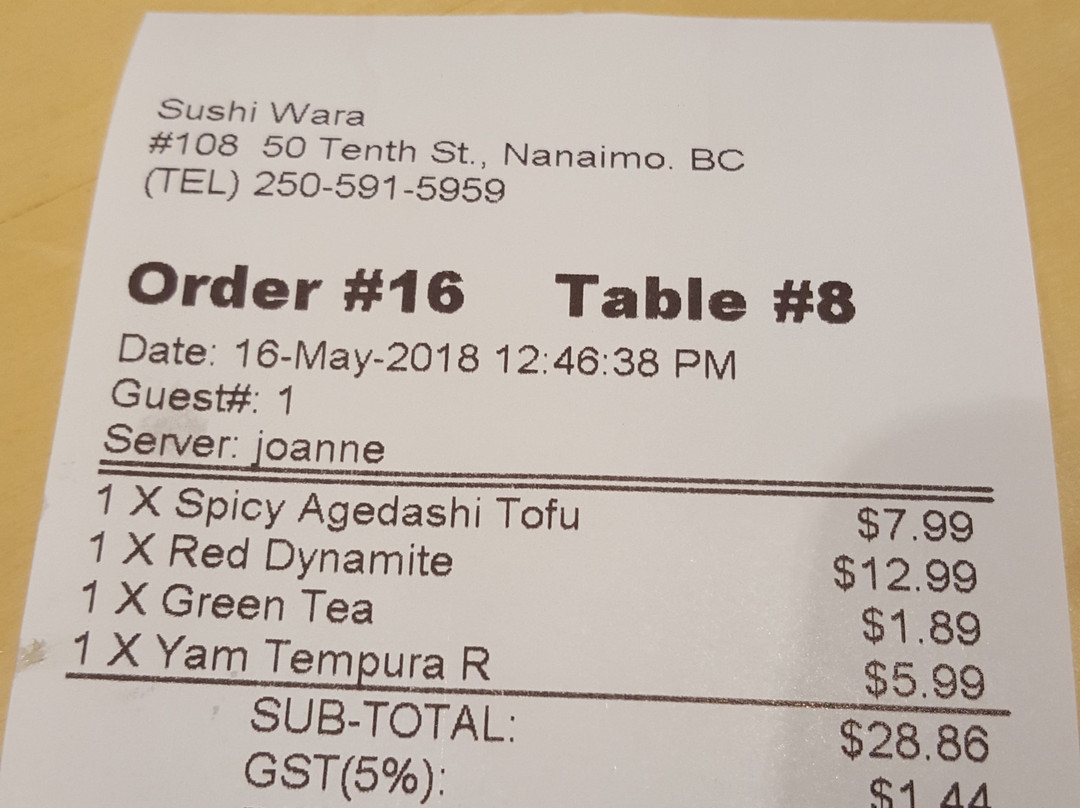 Sushi Wara
#108 50 Tenth St., Nanaimo. BC
(TEL) 250-591-5959
Order #16 Table #8
Date: 16-May-2018 12:46:38 PM
Guest#: 1
Server: joanne
1 X Spicy Agedashi Tofu $7.99
1 X Red Dynamite $12.99
1 X Green Tea $1.89
1 X Yam Tempura R $5.99
SUB-TOTAL: $28.86
GST(5%): $1.44